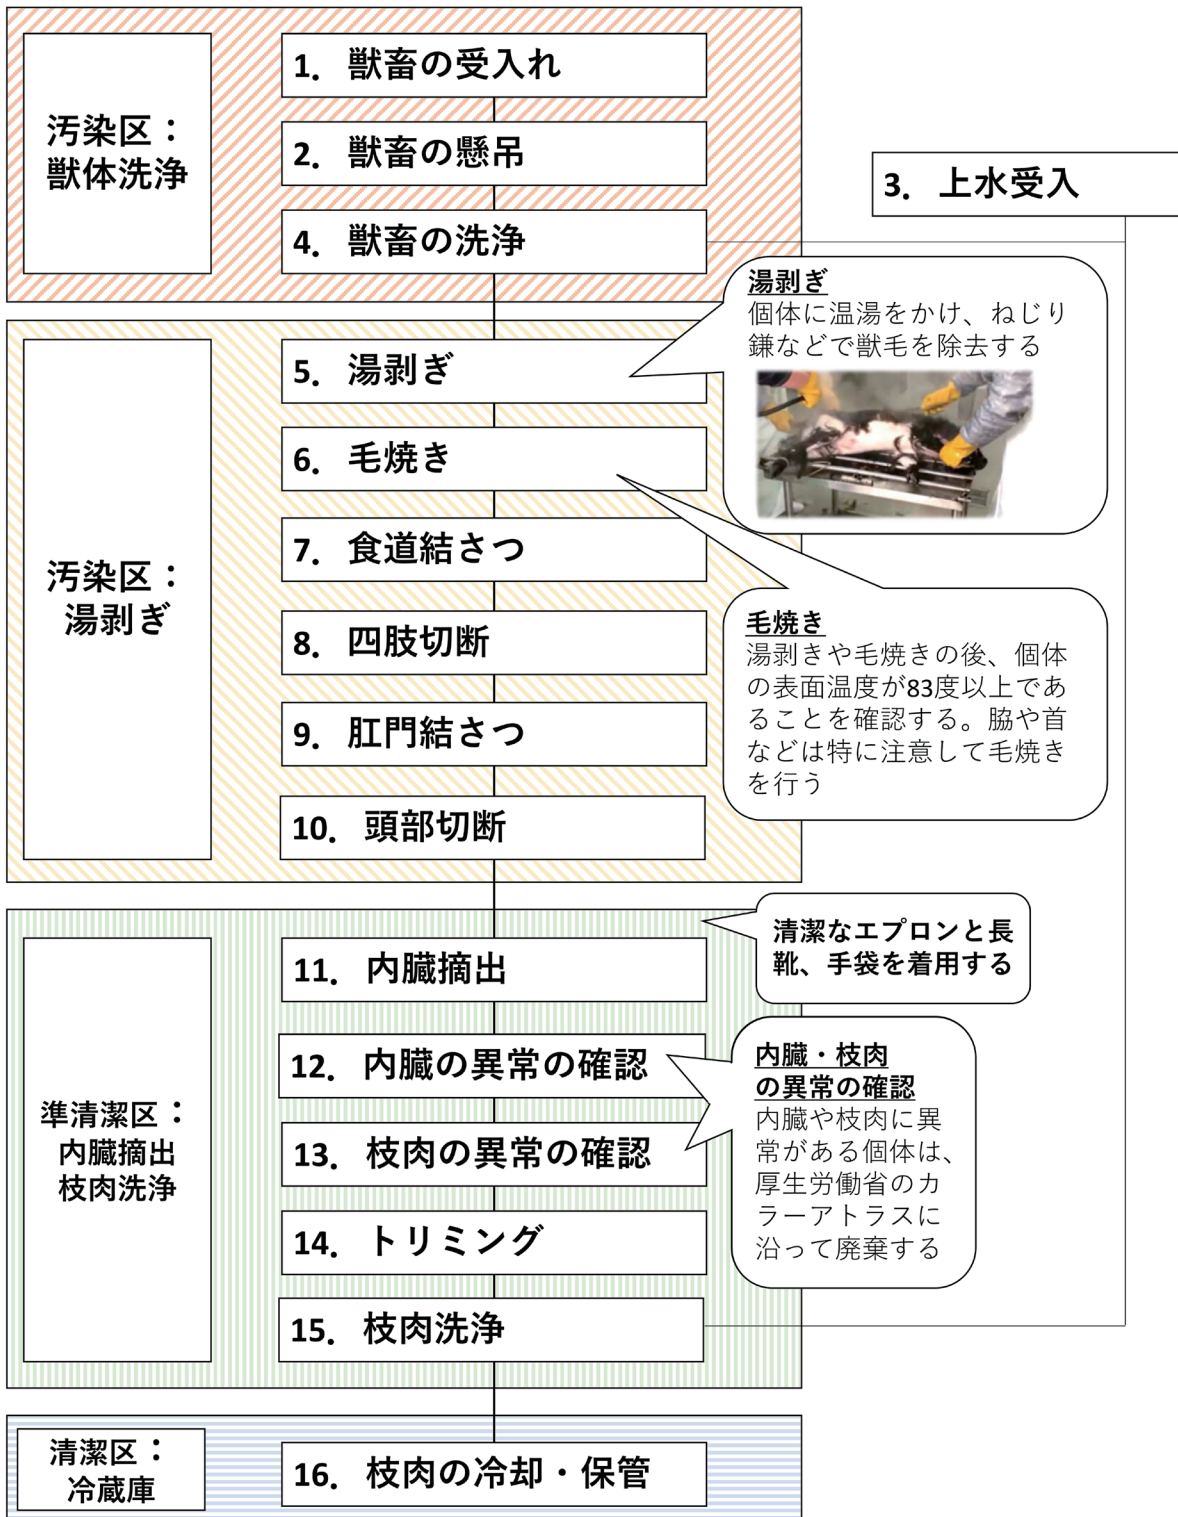 汚染区：
獣体洗浄
1. 獣畜の受入れ
2. 獣畜の懸吊
3. 上水受入
4. 獣畜の洗浄
汚染区：
湯剥ぎ
5. 湯剥ぎ
湯剥ぎ
個体に温湯をかけ、ねじり
鎌などで獣毛を除去する
6. 毛焼き
毛焼き
湯剥きや毛焼きの後、個体
の表面温度が83度以上であ
ることを確認する。脇や首
などは特に注意して毛焼き
を行う
7. 食道結さつ
8. 四肢切断
9. 肛門結さつ
10. 頭部切断
準清潔区：
内臓摘出
枝肉洗浄
清潔なエプロンと長
靴、手袋を着用する
11. 内臓摘出
12. 内臓の異常の確認
13. 枝肉の異常の確認
内臓・枝肉
の異常の確認
内臓や枝肉に異
常がある個体は、
厚生労働省のカ
ラーアトラスに
沿って廃棄する
14. トリミング
15. 枝肉洗浄
清潔区：
冷蔵庫
16. 枝肉の冷却・保管